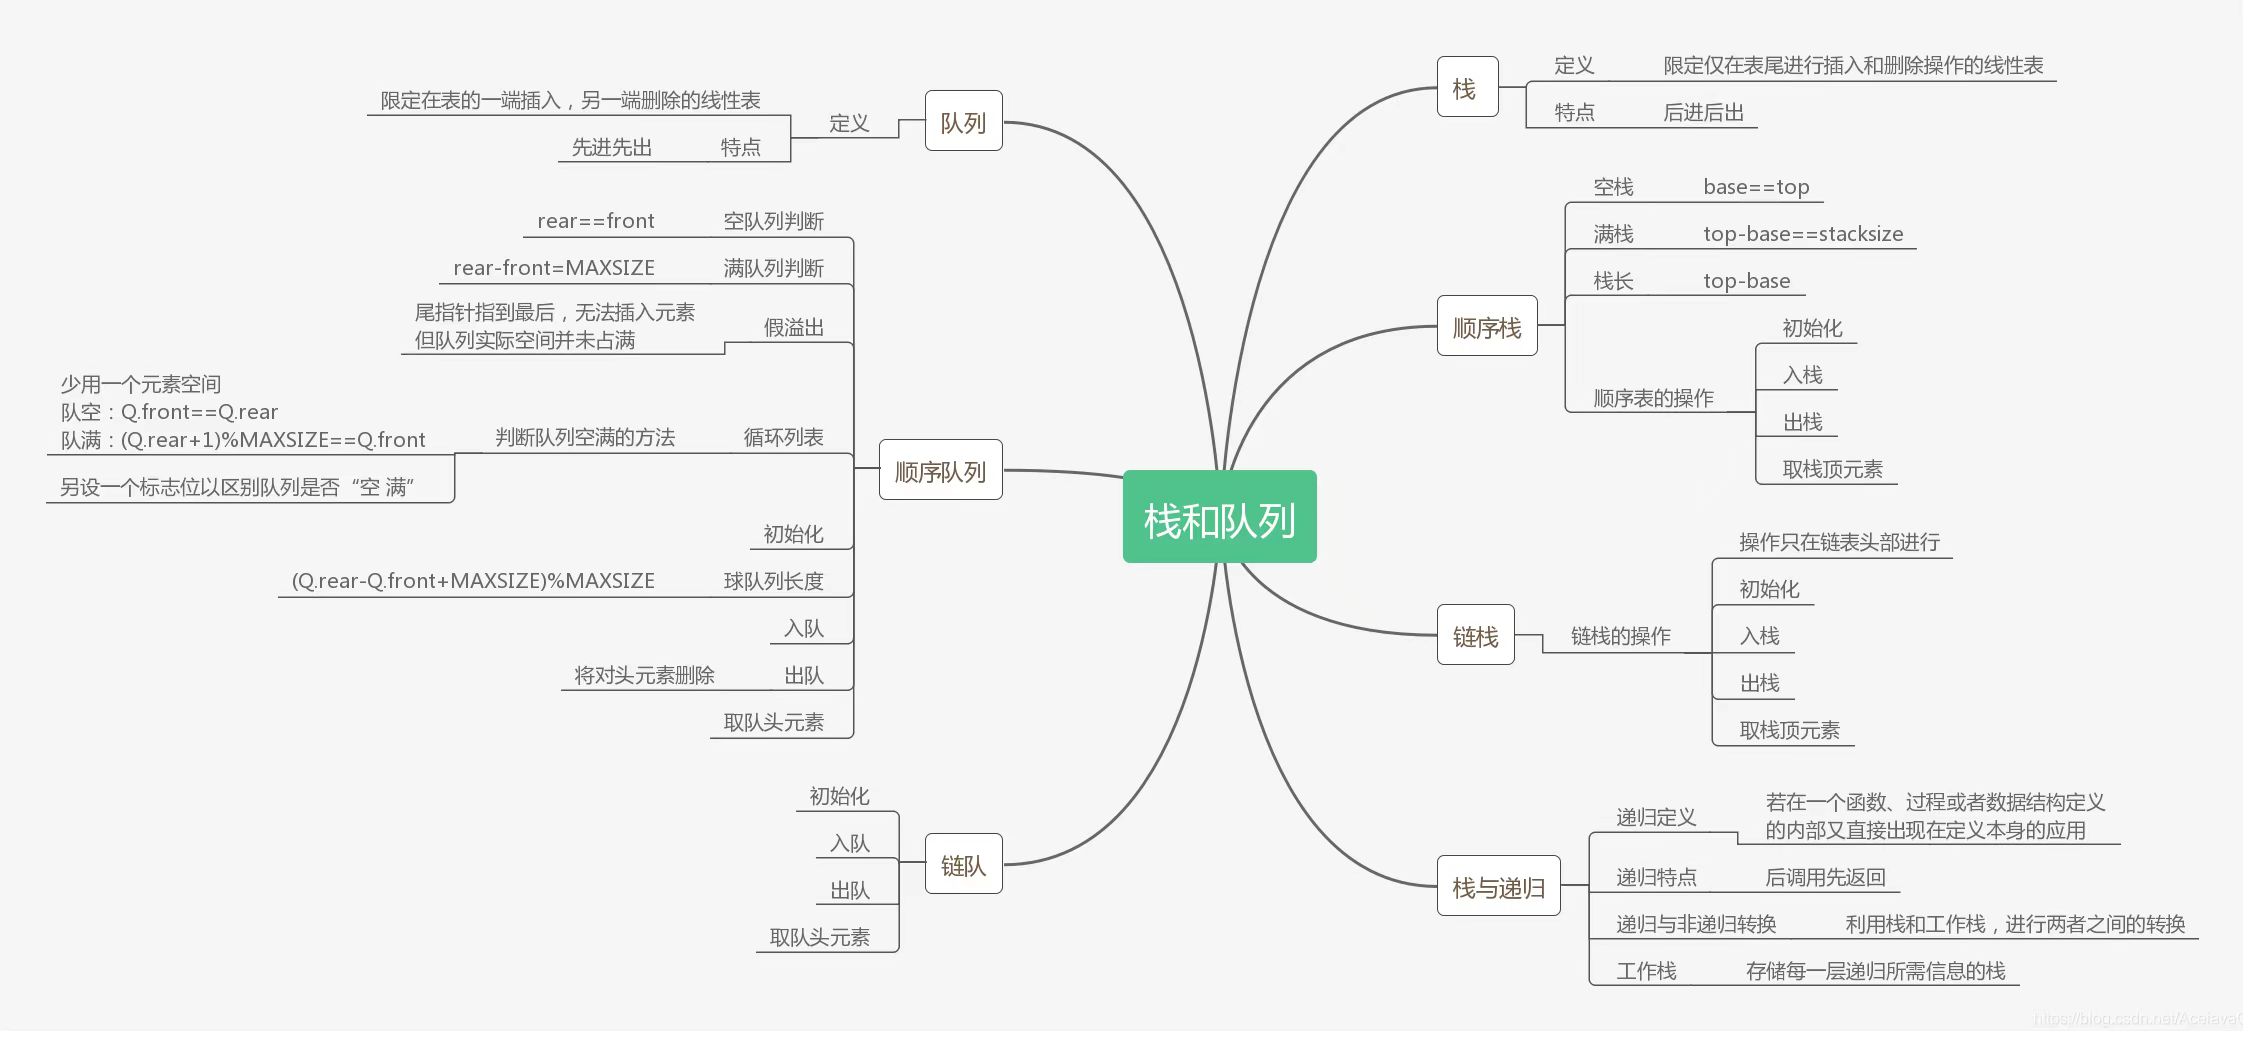 栈和队列
栈
定义
限定仅在表尾进行插入和删除操作的线性表
特点
后进后出
顺序栈
空栈
base==top
满栈
top-base==stacksize
栈长
top-base
顺序表的操作
初始化
入栈
出栈
取栈顶元素
链栈
链栈的操作
操作只在链表头部进行
初始化
入栈
出栈
取栈顶元素
栈与递归
递归定义
若在一个函数、过程或者数据结构定义
的内部又直接出现在定义本身的应用
递归特点
后调用先返回
递归与非递归转换
利用栈和工作栈，进行两者之间的转换
工作栈
存储每一层递归所需信息的栈
队列
定义
限定在表的一端插入，另一端删除的线性表
特点
先进先出
顺序队列
空队列判断
rear==front
满队列判断
rear-front=MAXSIZE
假溢出
尾指针指到最后，无法插入元素
但队列实际空间并未占满
循环列表
判断队列空满的方法
少用一个元素空间
队空：Q.front==Q.rear
队满：(Q.rear+1)%MAXSIZE==Q.front
另设一个标志位以区别队列是否“空 满”
初始化
球队列长度
(Q.rear-Q.front+MAXSIZE)%MAXSIZE
入队
出队
将对头元素删除
取队头元素
链队
初始化
入队
出队
取队头元素